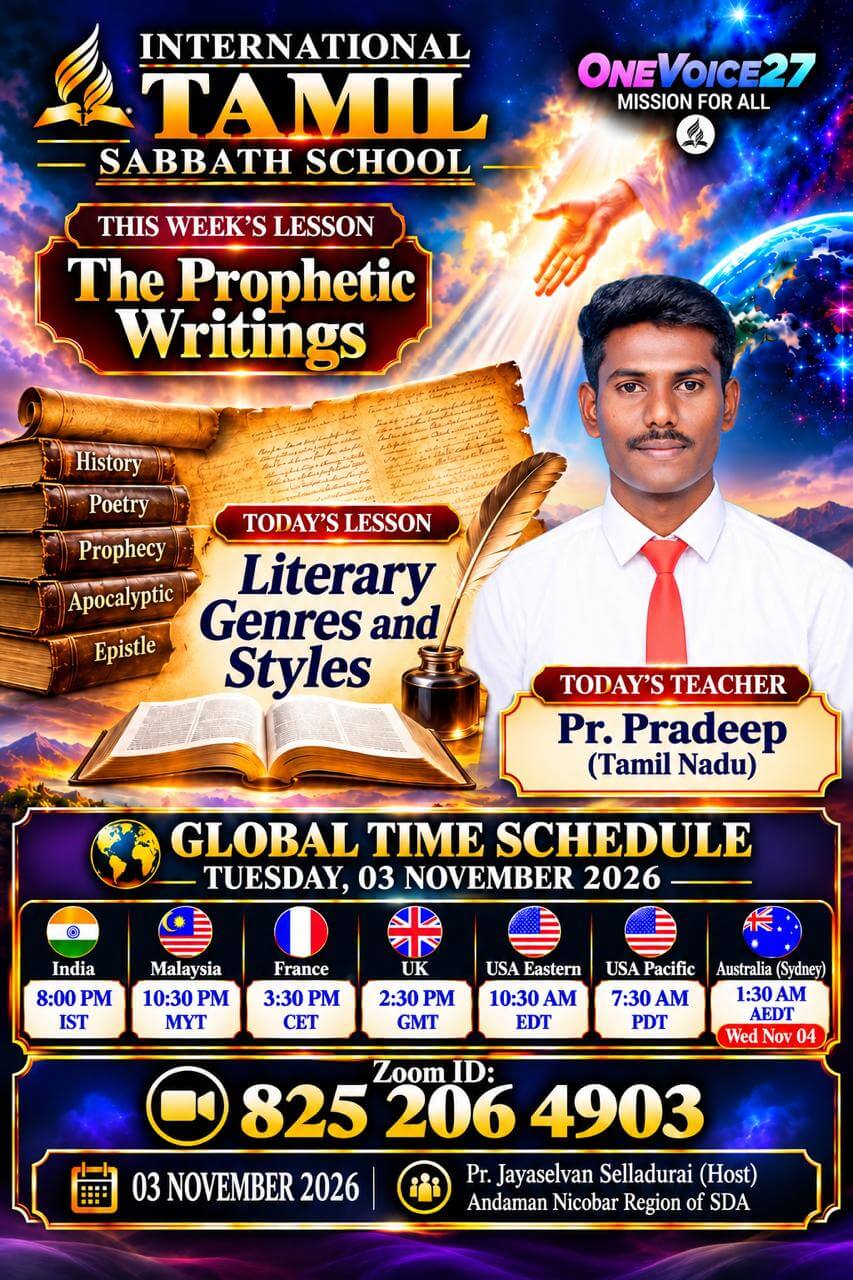 INTERNATIONAL
TAMIL
SABBATH SCHOOL
ONEVOICE27
MISSION FOR ALL
THIS WEEK'S LESSON
The Prophetic
Writings
History
Poetry
Prophecy
Apocalyptic
Epistle
TODAY'S LESSON
Literary
Genres and
Styles
TODAY'S TEACHER
Pr. Pradeep
(Tamil Nadu)
GLOBAL TIME SCHEDULE
TUESDAY, 03 NOVEMBER 2026
India
8:00 PM
IST
Malaysia
10:30 PM
MYT
France
3:30 PM
CET
UK
2:30 PM
GMT
USA Eastern
10:30 AM
EDT
USA Pacific
7:30 AM
PDT
Australia (Sydney)
1:30 AM
AEDT
Wed Nov 04
Zoom ID:
825 206 4903
03 NOVEMBER 2026
Pr. Jayaselvan Selladurai (Host)
Andaman Nicobar Region of SDA